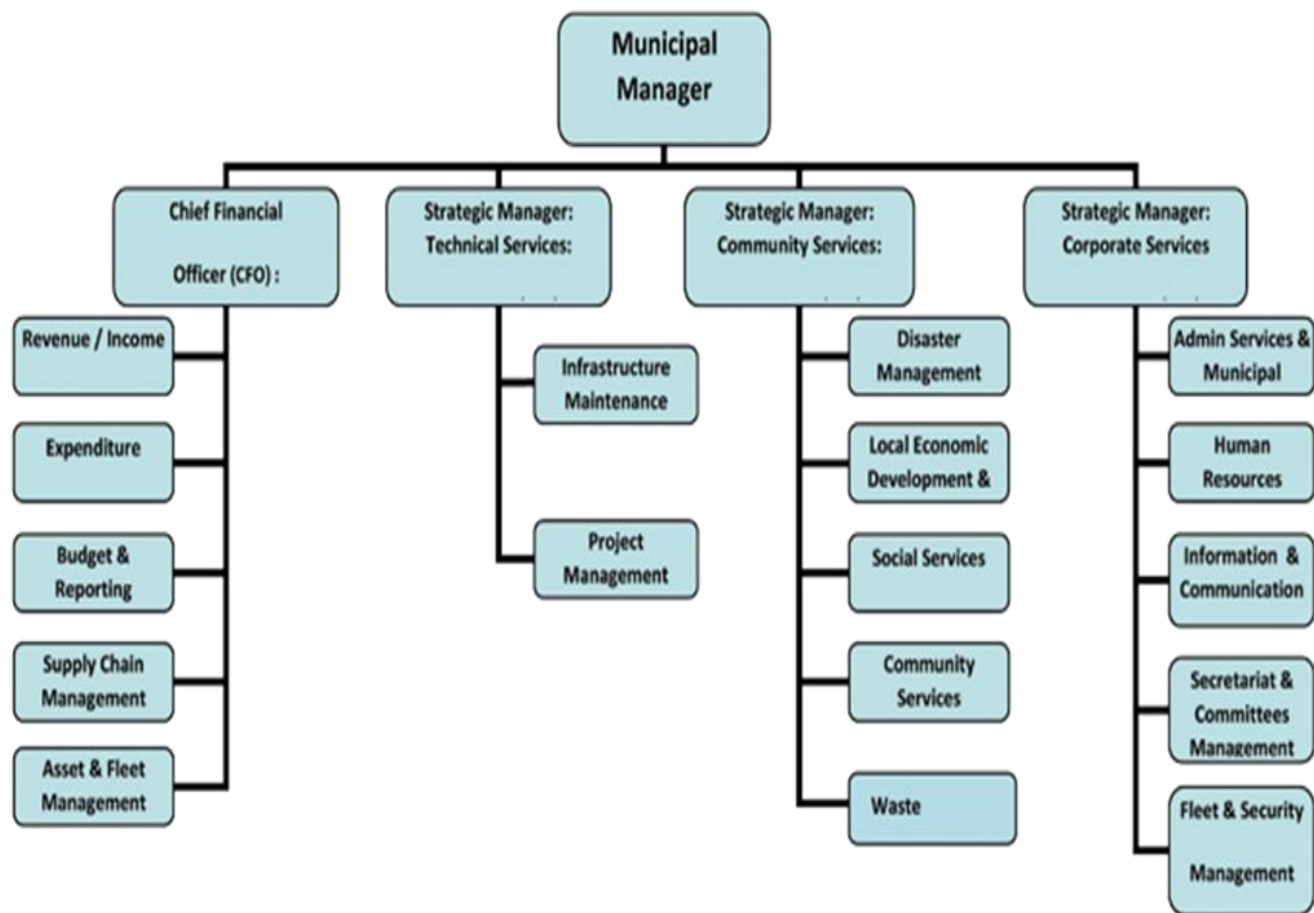 Municipal
Manager
Chief Financial
Officer (CFO) :
Strategic Manager:
Technical Services:
Strategic Manager:
Community Services:
Strategic Manager:
Corporate Services
Revenue / Income
Expenditure
Budget &
Reporting
Supply Chain
Management
Asset & Fleet
Management
Infrastructure
Maintenance
Project
Management
Disaster
Management
Local Economic
Development &
Social Services
Community
Services
Waste
Admin Services &
Municipal
Human
Resources
Information &
Communication
Secretariat &
Committees
Management
Fleet & Security
Management